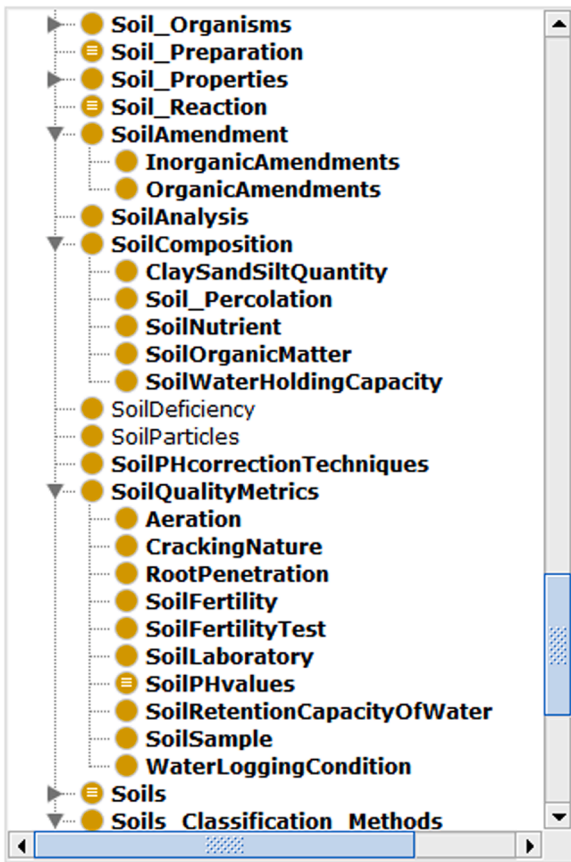 Soil_Organisms
Soil_Preparation
Soil_Properties
Soil_Reaction
SoilAmendment
InorganicAmendments
OrganicAmendments
SoilAnalysis
SoilComposition
ClaySandSiltQuantity
Soil_Percolation
SoilNutrient
SoilOrganicMatter
SoilWaterHoldingCapacity
SoilDeficiency
SoilParticles
SoilPHcorrectionTechniques
SoilQualityMetrics
Aeration
CrackingNature
RootPenetration
SoilFertility
SoilFertilityTest
SoilLaboratory
SoilPHvalues
SoilRetentionCapacityOfWater
SoilSample
WaterLoggingCondition
Soils
Soils_Classification_Methods